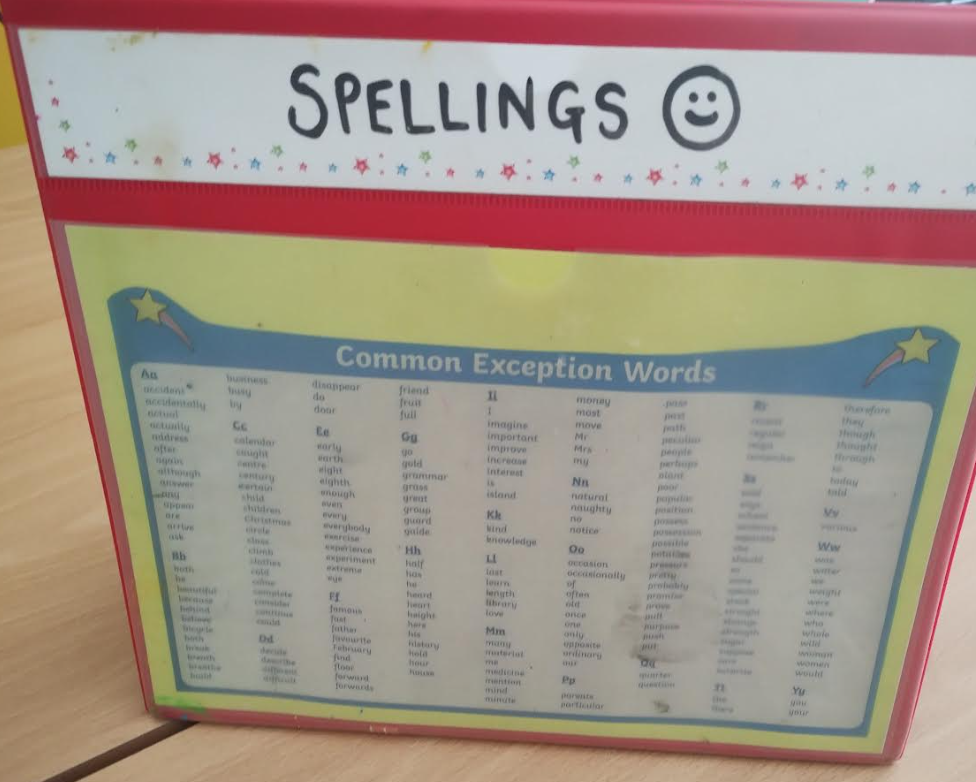 SPELLINGS
Common Exception Words
Aa
accident
accidentally
actual
actually
address
after
again
although
answer
any
appear
are
arrive
ask
Bb
be
beautiful
because
behind
believe
bicycle
both
break
breath
breathe
build
business
busy
by
Cc
calendar
caught
centre
century
certain
child
children
Christmas
circle
class
climb
clothes
cold
complete
consider
continue
could
Dd
decide
describe
different
difficult
disappear
do
door
Ee
early
earth
eight
eighth
enough
even
every
everybody
exercise
experience
experiment
extreme
eye
Ff
famous
fast
father
favourite
February
find
floor
forward
forwards
friend
fruit
full
Gg
go
gold
grammar
grass
great
group
guard
guide
Hh
half
has
he
heard
heart
height
here
his
history
hold
hour
house
Ii
I
imagine
important
improve
increase
interest
is
island
Kk
kind
knowledge
Ll
last
learn
length
library
love
Mm
many
material
me
medicine
mention
mind
minute
money
most
move
Mr
Mrs
my
Nn
natural
naughty
no
notice
Oo
occasion
occasionally
of
often
old
once
one
only
opposite
ordinary
our
Pp
parents
particular
past
path
peculiar
people
perhaps
plant
poor
popular
position
possess
possession
possible
potatoes
pressure
pretty
probably
promise
prove
pull
purpose
push
put
Qq
quarter
question
Rr
regular
reign
remember
Ss
should
so
some
special
straight
strange
strength
sugar
suppose
sure
surprise
Tt
the
there
therefore
they
though
thought
through
to
today
told
Vv
various
Ww
was
water
we
weight
were
where
who
whole
wild
woman
women
would
Yy
you
your